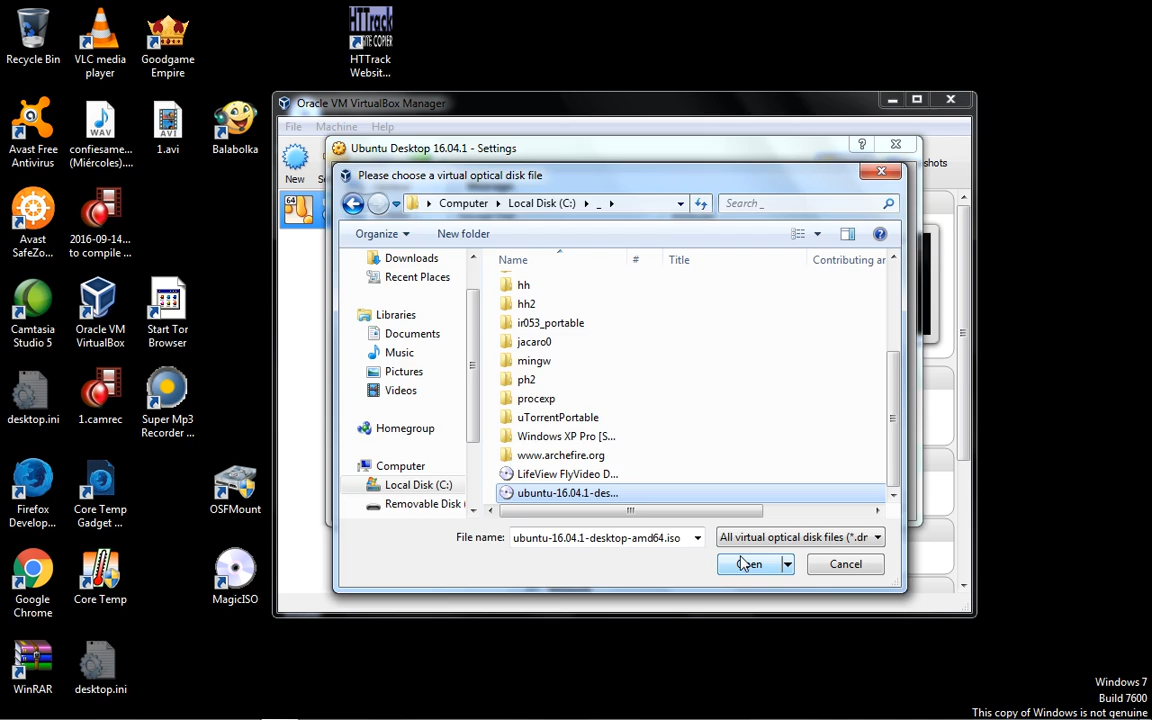 Recycle Bin
VLC media
player
Goodgame
Empire
HTTrack
SITE COPIER
HTTrack
Websit...
Avast Free
Antivirus
WAV
confiesame...
(Miércoles)....
AVI
1.avi
Balabolka
Avast
SafeZo...
2016-09-14...
to compile ...
Camtasia
Studio 5
Oracle VM
VirtualBox
Start Tor
Browser
desktop.ini
1.camrec
Super Mp3
Recorder ...
Firefox
Develop...
Core Temp
Gadget ...
OSFMount
Google
Chrome
Core Temp
MagicISO
WinRAR
desktop.ini
Oracle VM VirtualBox Manager
File
Machine
Help
New
64
shots
Ubuntu Desktop 16.04.1 - Settings
Please choose a virtual optical disk file
Computer
Local Disk (C:)
_
Search _
Organize
New folder
Name
#
Title
Contributing ar
Downloads
Recent Places
Libraries
Documents
Music
Pictures
Videos
Homegroup
Computer
Local Disk (C:)
Removable Disk
hh
hh2
ir053_portable
jacaro0
mingw
ph2
procexp
uTorrentPortable
Windows XP Pro [S...
www.archefire.org
LifeView FlyVideo D...
ubuntu-16.04.1-des...
File name:
ubuntu-16.04.1-desktop-amd64.iso
All virtual optical disk files (*.dr
Open
Cancel
Windows 7
Build 7600
This copy of Windows is not genuine